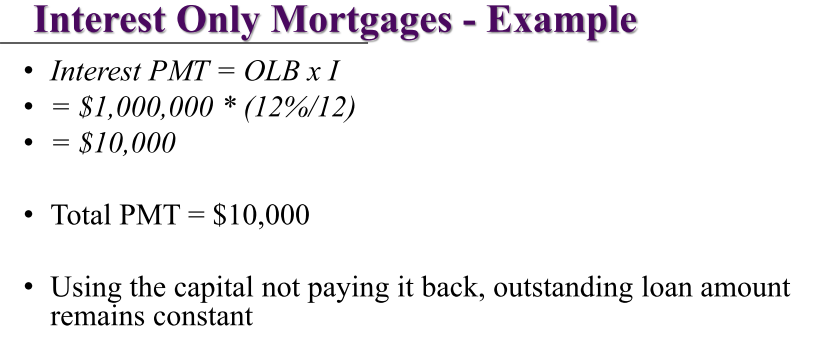 Interest Only Mortgages - Example
• Interest PMT = OLB x I
• = $1,000,000 * (12%/12)
• = $10,000
• Total PMT = $10,000
• Using the capital not paying it back, outstanding loan amount
remains constant